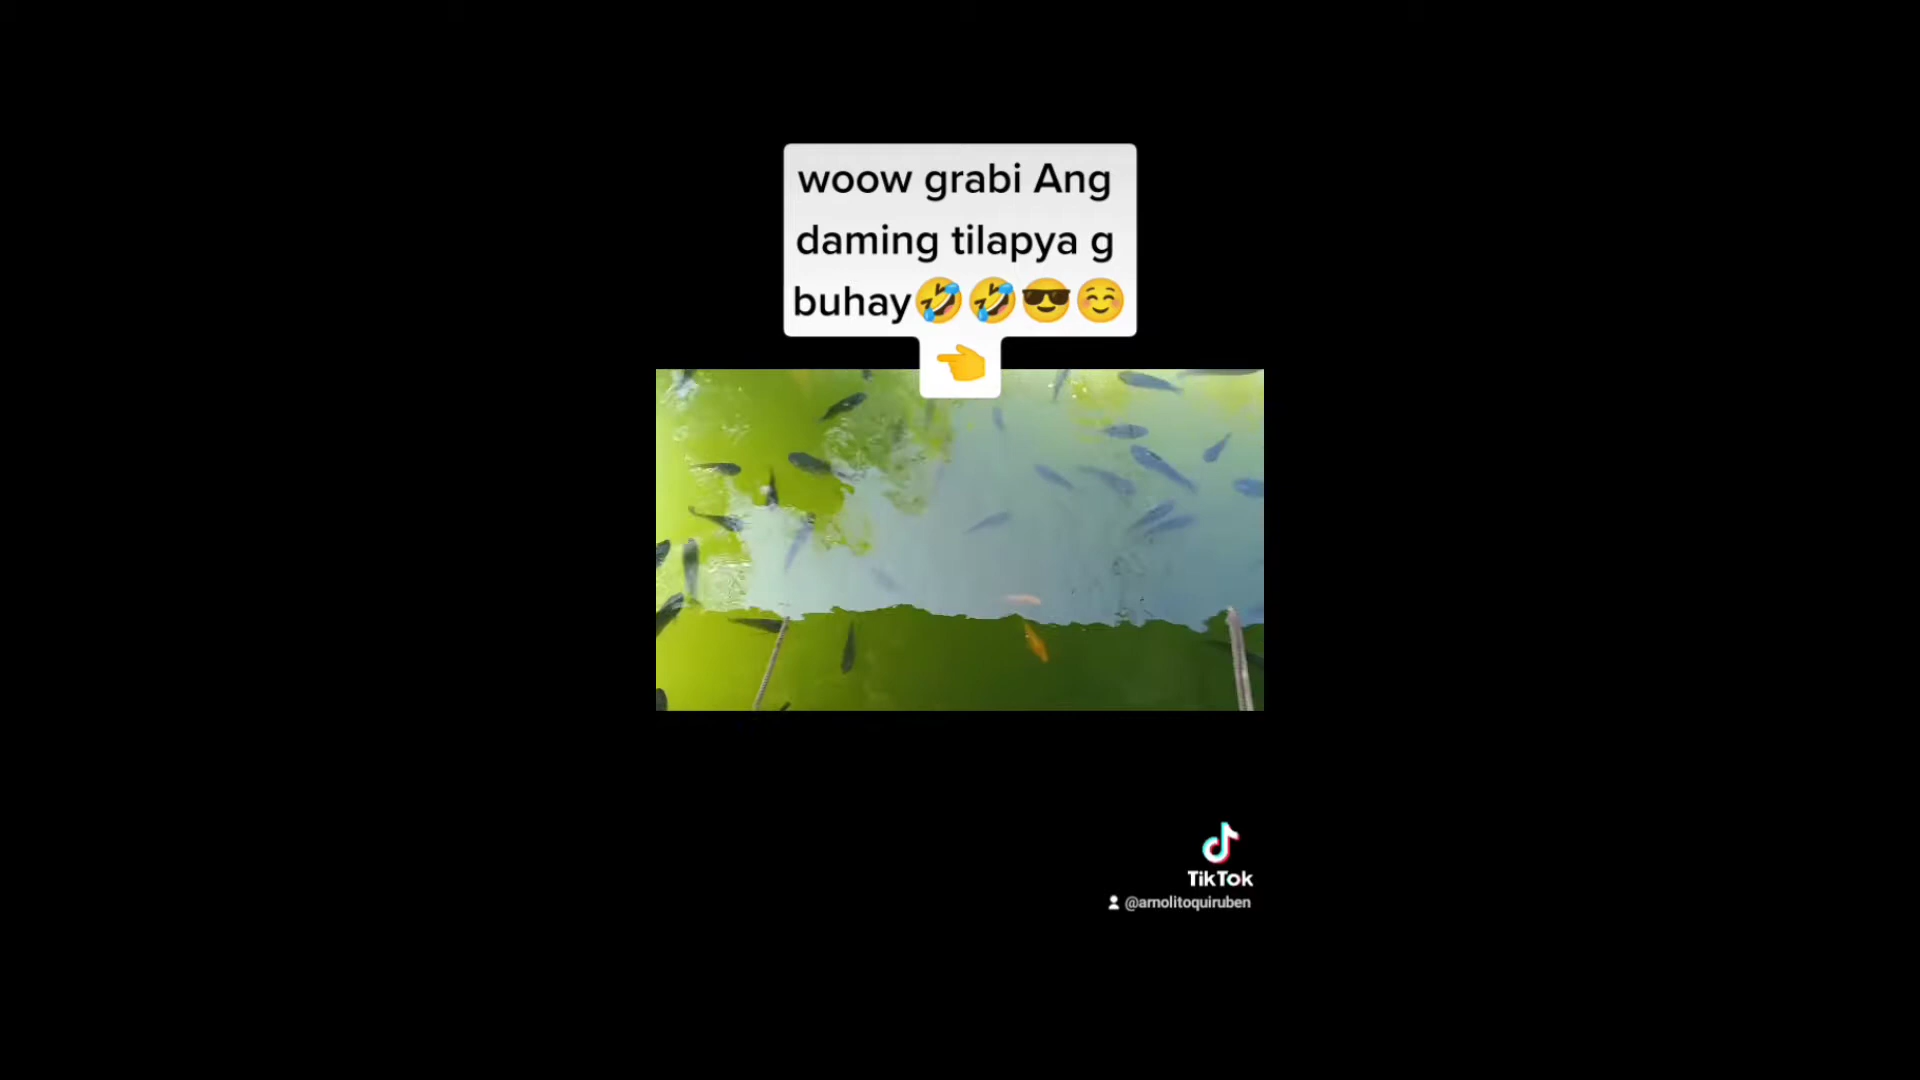 woow grabi Ang
daming tilapya g
buhay🤣🤣😎☺️
👈
TikTok
@arnolitoquiruben